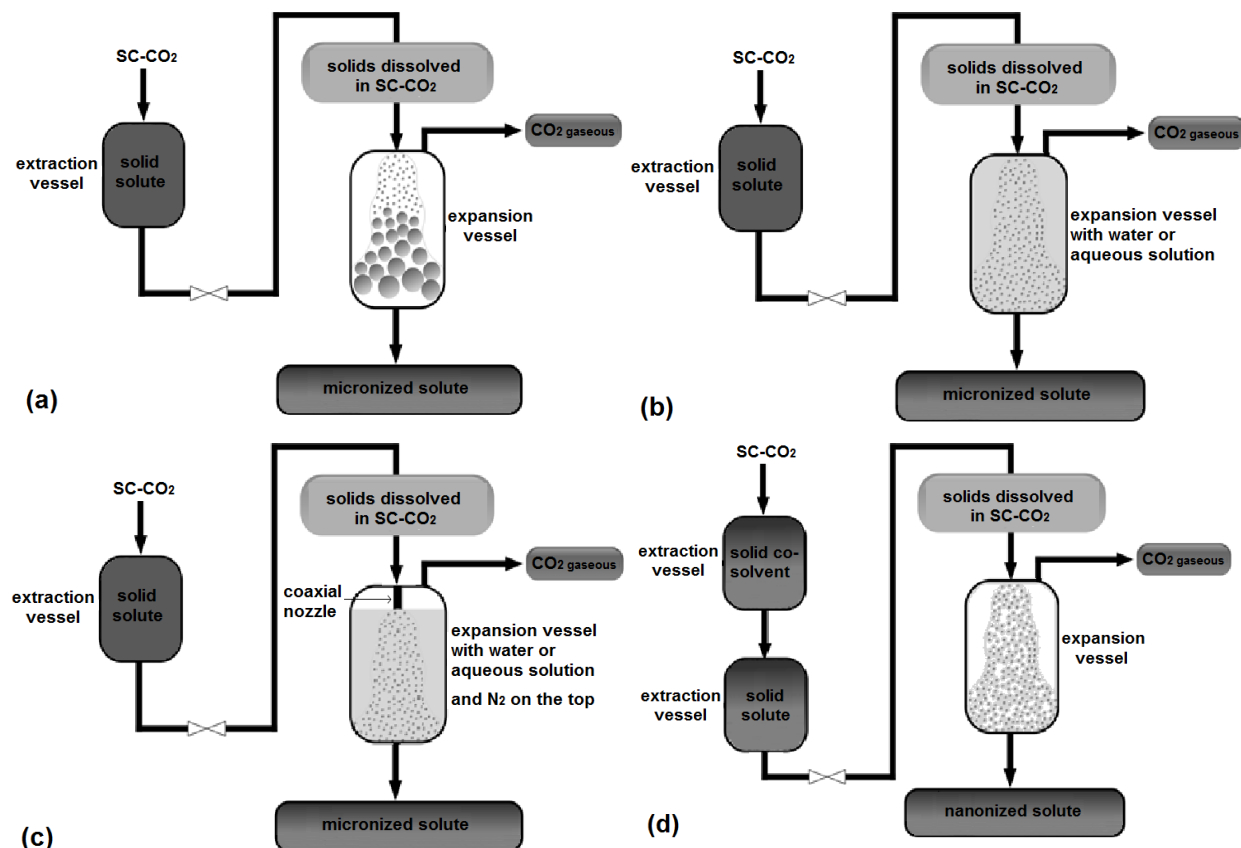 SC-CO2
solids dissolved
in SC-CO2
CO2 gaseous
extraction
vessel
solid
solute
expansion
vessel
micronized solute
(a)
SC-CO2
solids dissolved
in SC-CO2
CO2 gaseous
extraction
vessel
solid
solute
expansion vessel
with water or
aqueous solution
micronized solute
(b)
SC-CO2
solids dissolved
in SC-CO2
CO2 gaseous
extraction
vessel
solid
solute
coaxial
nozzle
expansion vessel
with water or
aqueous solution
and N2 on the top
micronized solute
(c)
SC-CO2
solids dissolved
in SC-CO2
CO2 gaseous
extraction
vessel
solid co-
solvent
expansion
vessel
extraction
vessel
solid
solute
nanonized solute
(d)